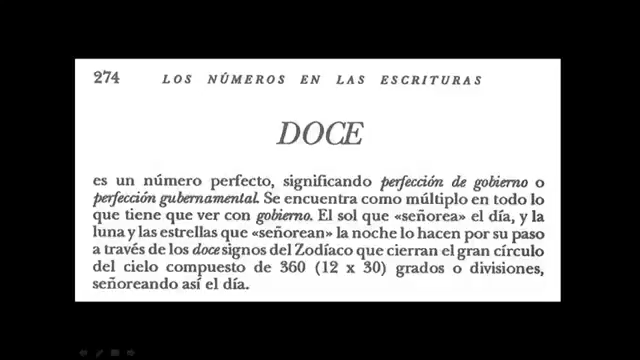 274 LOS NÚMEROS EN LAS ESCRITURAS
DOCE
es un número perfecto, significando perfección de gobierno o
perfección gubernamental. Se encuentra como múltiplo en todo lo
que tiene que ver con gobierno. El sol que «señorea» el día, y la
luna y las estrellas que «señorean» la noche lo hacen por su paso
a través de los doce signos del Zodíaco que cierran el gran círculo
del cielo compuesto de 360 (12 x 30) grados o divisiones,
señoreando así el día.